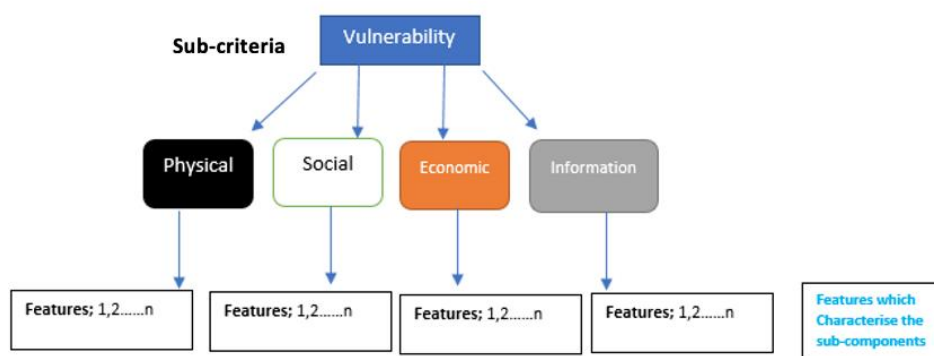 Sub-criteria
Vulnerability
Physical
Social
Economic
Information
Features; 1,2......n
Features; 1,2......n
Features; 1,2......n
Features; 1,2......n
Features which
Characterise the
sub-components